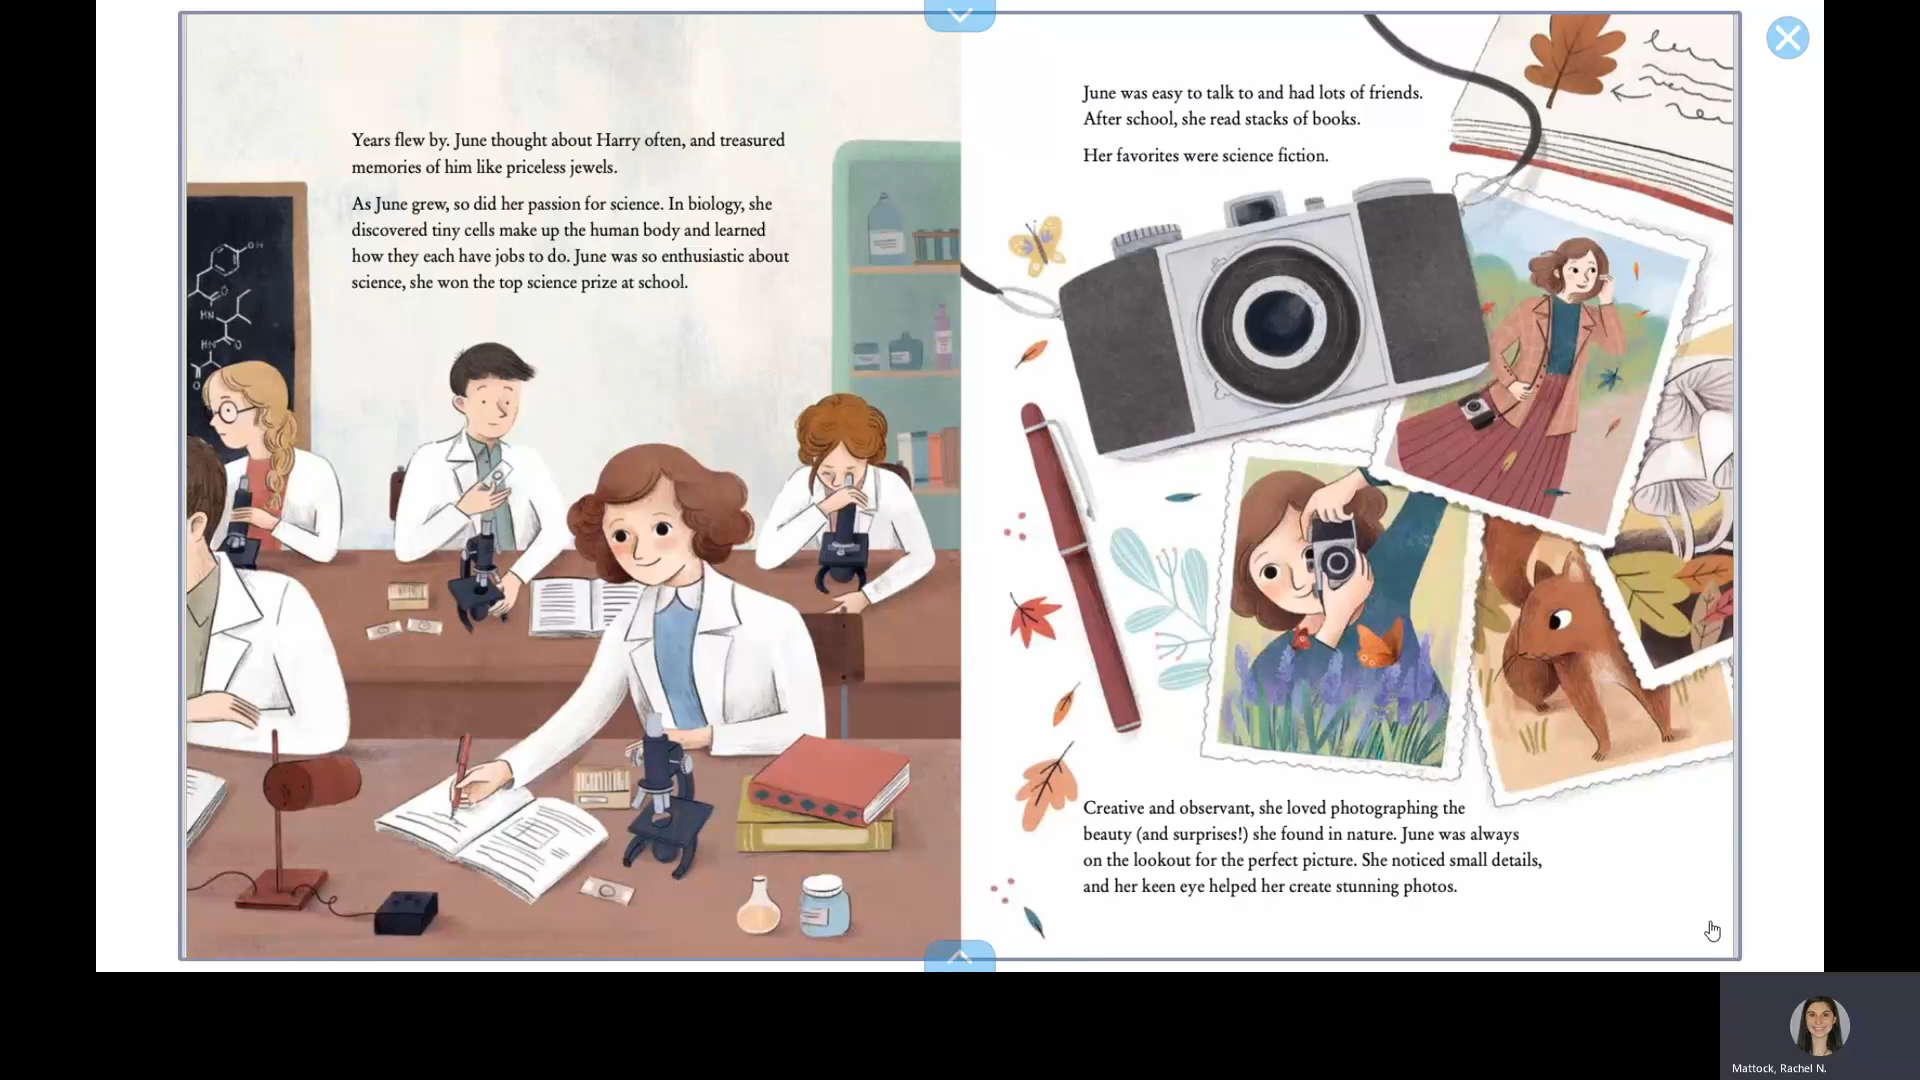 Years flew by. June thought about Harry often, and treasured
memories of him like priceless jewels.
As June grew, so did her passion for science. In biology, she
discovered tiny cells make up the human body and learned
how they each have jobs to do. June was so enthusiastic about
science, she won the top science prize at school.
OH
O
HN
HN
O
O
June was easy to talk to and had lots of friends.
After school, she read stacks of books.
Her favorites were science fiction.
Creative and observant, she loved photographing the
beauty (and surprises!) she found in nature. June was always
on the lookout for the perfect picture. She noticed small details,
and her keen eye helped her create stunning photos.
Mattock, Rachel N.